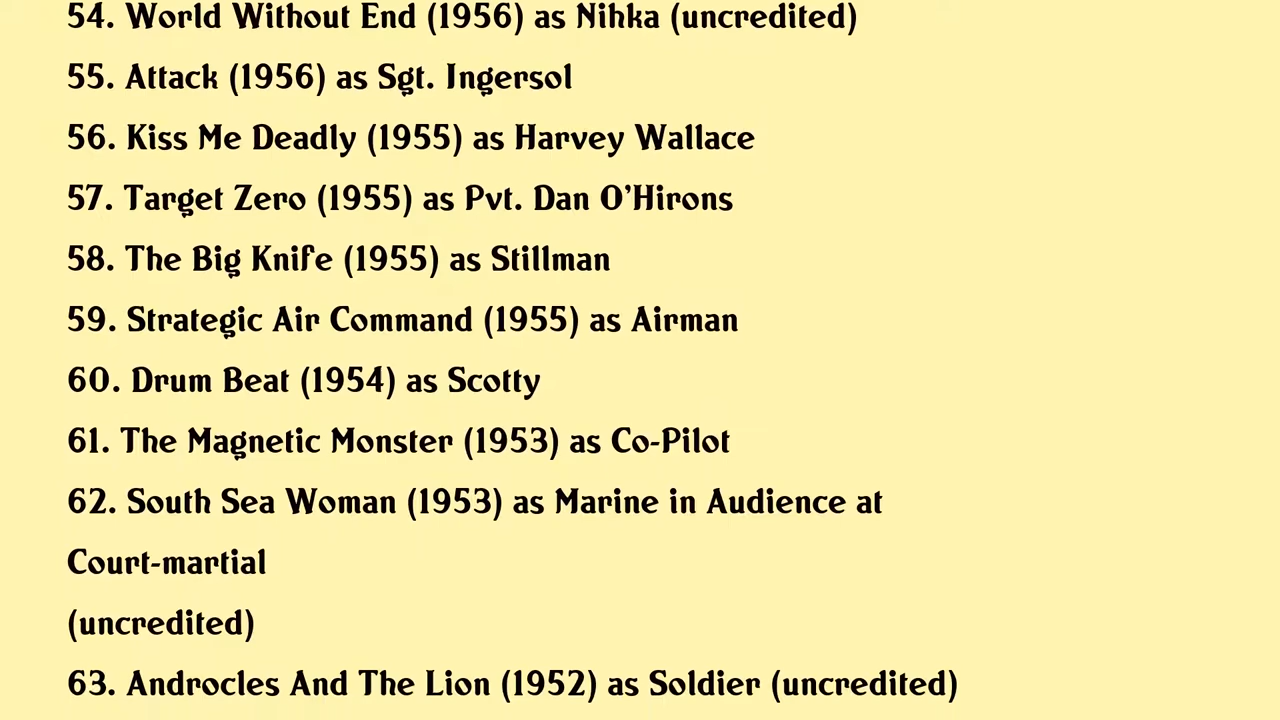 54. World Without End (1956) as Nihka (uncredited)
55. Attack (1956) as Sgt. Ingersol
56. Kiss Me Deadly (1955) as Harvey Wallace
57. Target Zero (1955) as Pvt. Dan O'Hirons
58. The Big Knife (1955) as Stillman
59. Strategic Air Command (1955) as Airman
60. Drum Beat (1954) as Scotty
61. The Magnetic Monster (1953) as Co-Pilot
62. South Sea Woman (1953) as Marine in Audience at
Court-martial
(uncredited)
63. Androcles And The Lion (1952) as Soldier (uncredited)